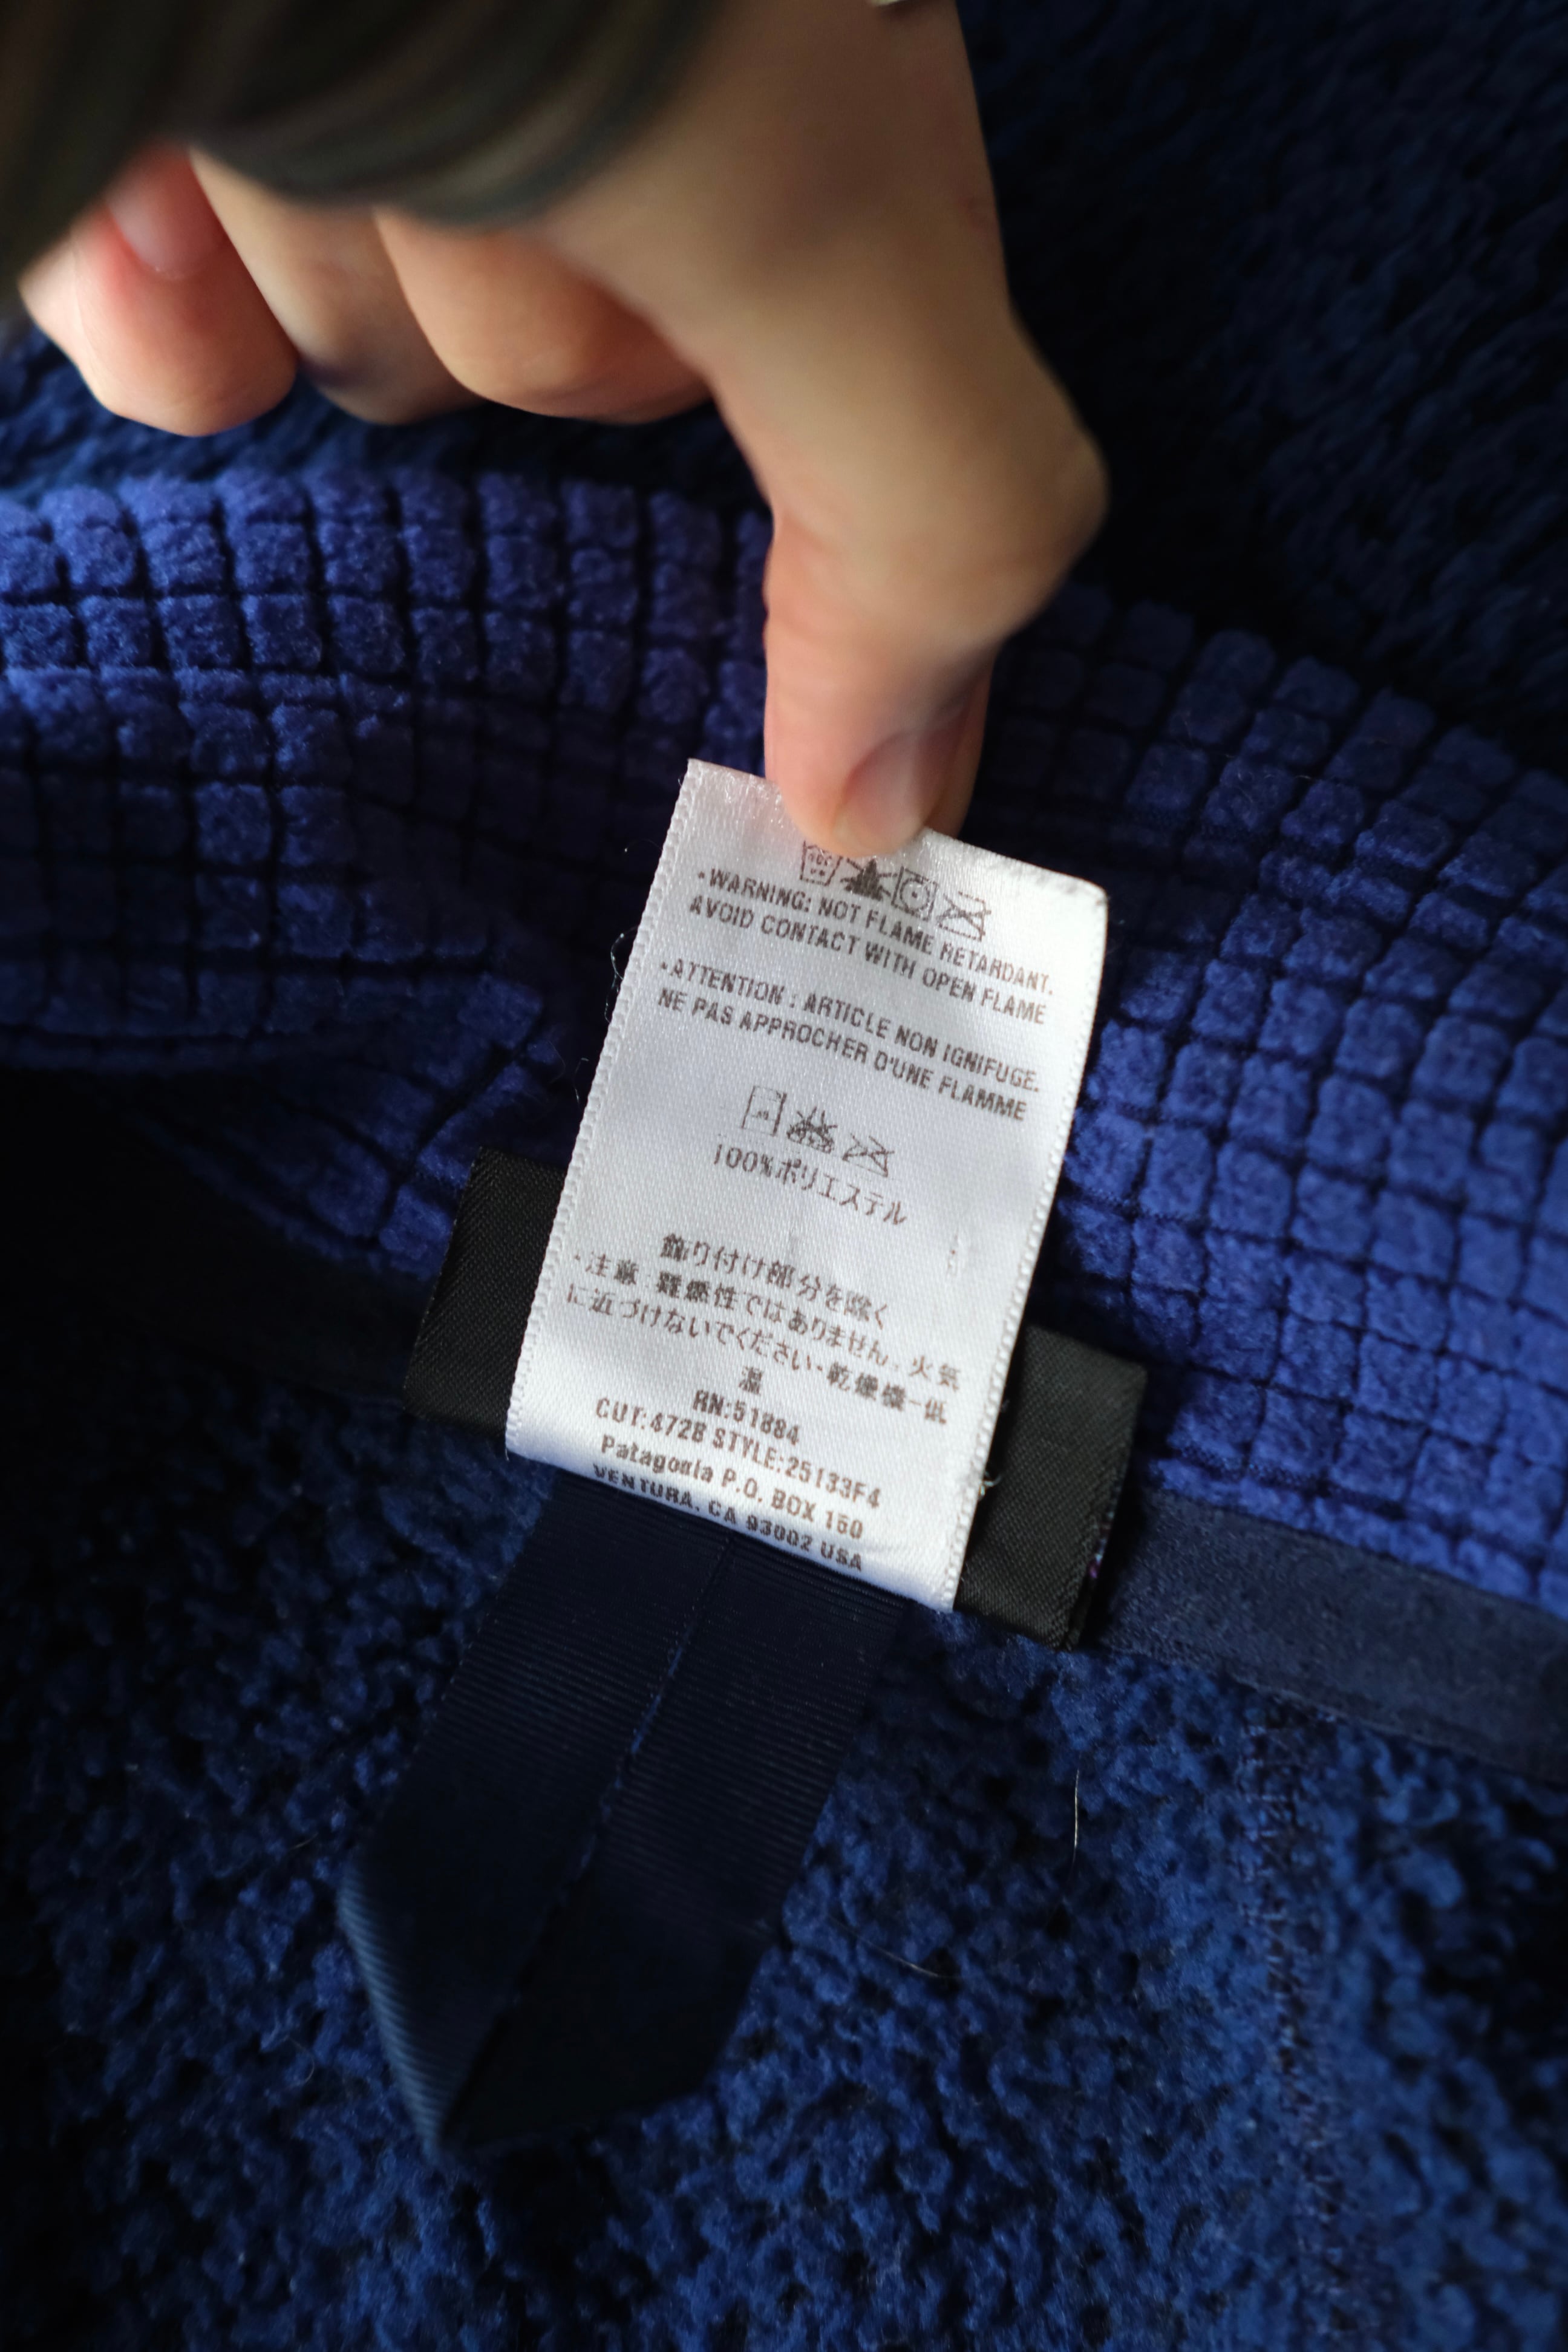 ·WARNING: NOT FLAME RETARDANT.
AVOID CONTACT WITH OPEN FLAME
·ATTENTION : ARTICLE NON IGNIFUGE.
NE PAS APPROCHER D'UNE FLAMME
100%ポリエステル
飾り付け部分を除く
·注意 難燃性ではありません。火気
に近づけないでください·乾燥機-低
温
RN:51884
CUT:472B STYLE:25133F4
Patagonia P.O. BOX 150
VENTURA, CA 93002 USA